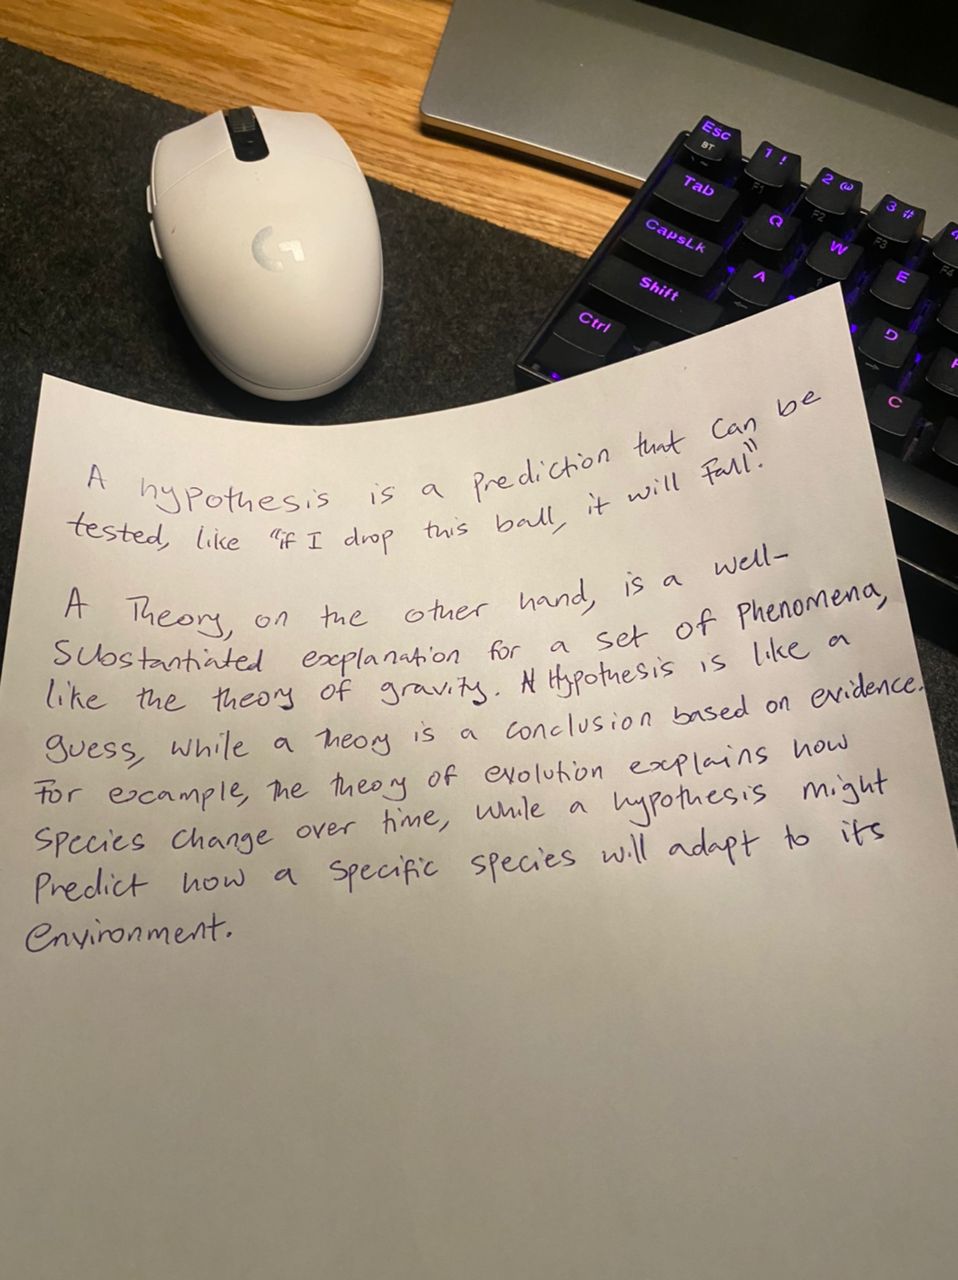 Esc
BT
1 !
F1
2 @
F2
3 #
F3
4
F4
Tab
Q
W
E
CapsLk
A
D
Shift
C
Ctrl
G
A hypothesis is a prediction that can be
tested, like "if I drop this ball, it will fall".
A Theory, on the other hand, is a well-
substantiated explanation for a set of phenomena,
like the theory of gravity. A Hypothesis is like a
guess, while a theory is a conclusion based on evidence.
For example, the theory of evolution explains how
species change over time, while a hypothesis might
predict how a specific species will adapt to its
environment.